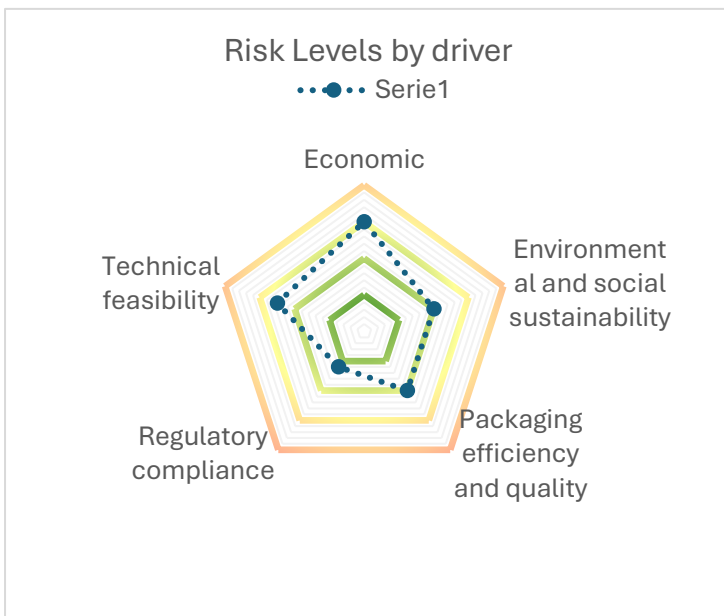 Risk Levels by driver
Serie1
Economic
Environment
al and social
sustainability
Packaging
efficiency
and quality
Regulatory
compliance
Technical
feasibility